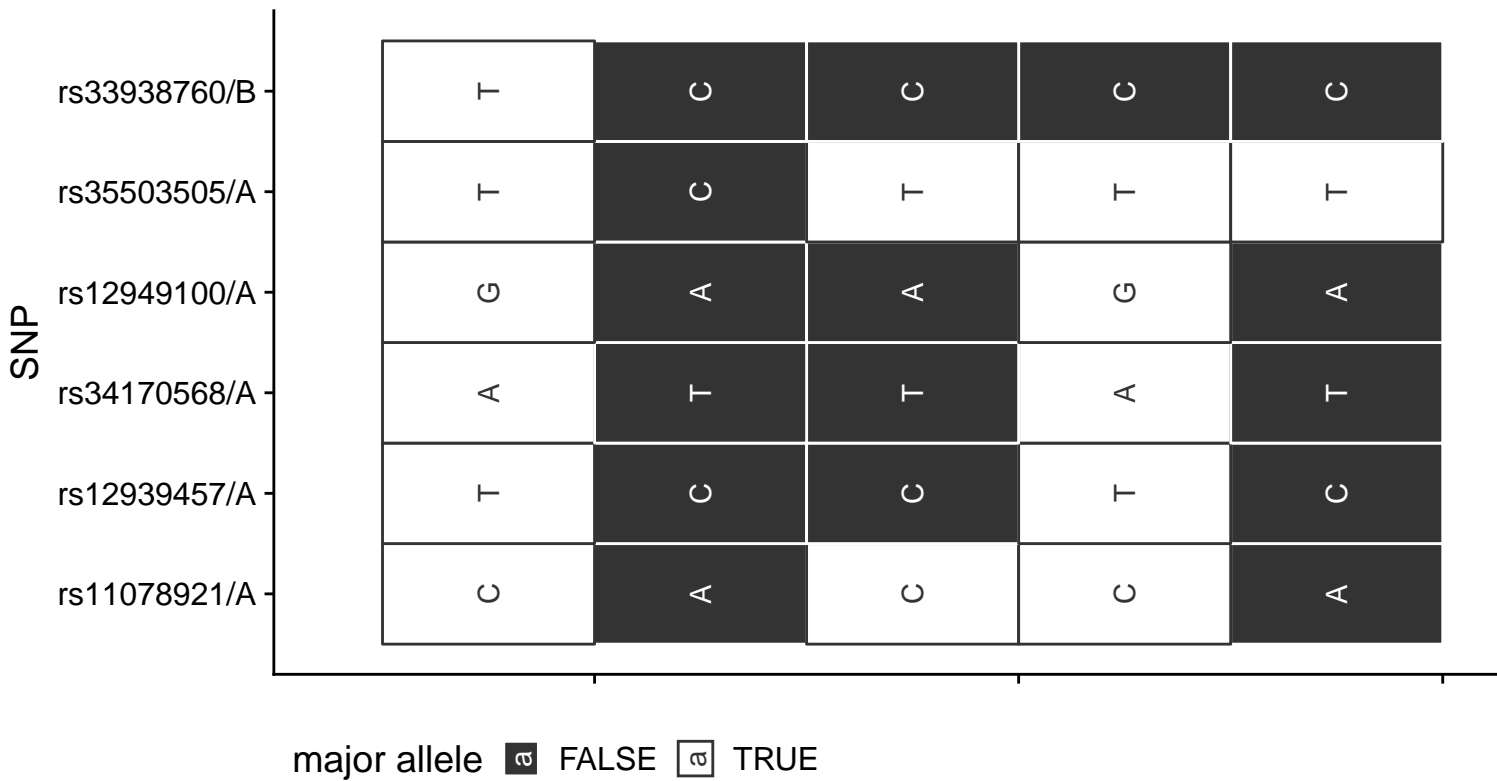 SNP
rs33938760/B T C C C C
rs35503505/A T C T T T
rs12949100/A G A A G A
rs34170568/A A T T A T
rs12939457/A T C C T C
rs11078921/A C A C C A
major allele a FALSE a TRUE